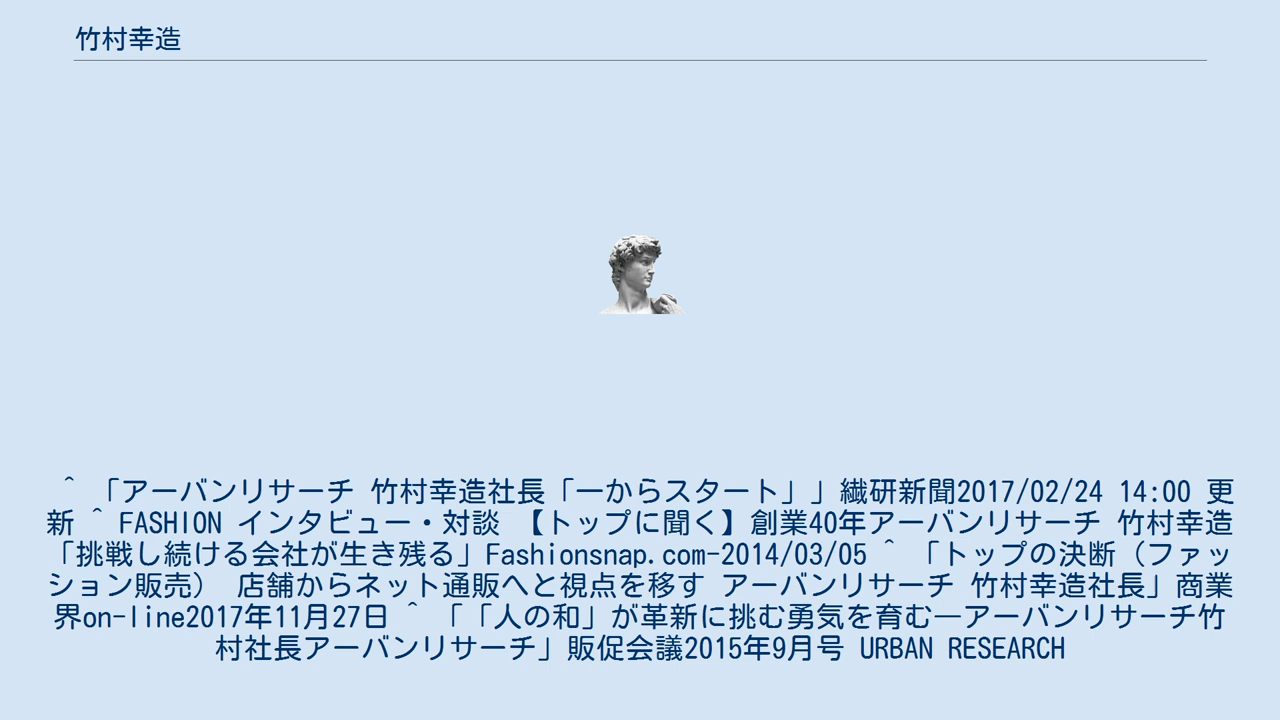 竹村幸造
^ 「アーバンリサーチ 竹村幸造社長「一からスタート」」繊研新聞2017/02/24 14:00 更
新 ^ FASHION インタビュー・対談 【トップに聞く】創業40年アーバンリサーチ 竹村幸造
「挑戦し続ける会社が生き残る」Fashionsnap.com-2014/03/05 ^ 「トップの決断（ファッ
ション販売） 店舗からネット通販へと視点を移す アーバンリサーチ 竹村幸造社長」商業
界on-line2017年11月27日 ^ 「「人の和」が革新に挑む勇気を育む―アーバンリサーチ竹
村社長アーバンリサーチ」販促会議2015年9月号 URBAN RESEARCH